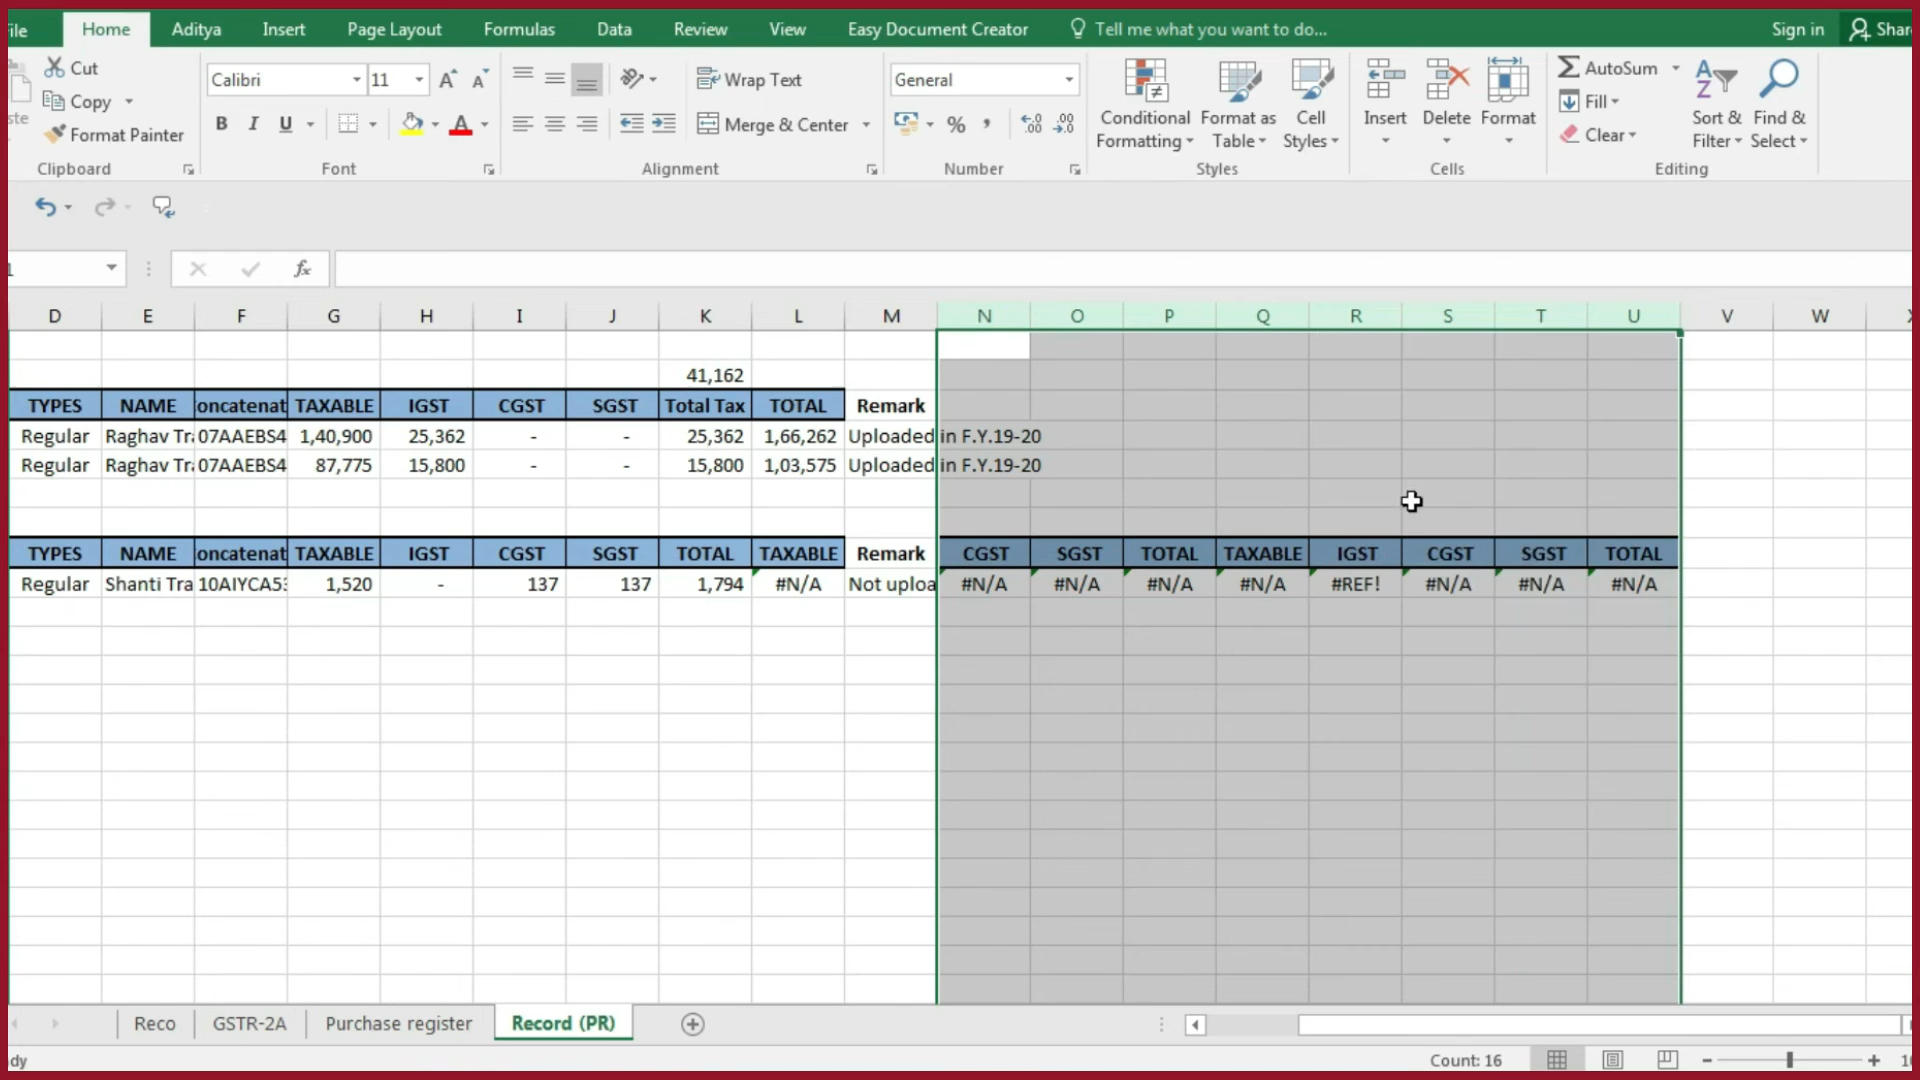 ile Home Aditya Insert Page Layout Formulas Data Review View Easy Document Creator Tell me what you want to do... Sign in Shar
Cut
Copy
Format Painter
ste
Clipboard
Calibri 11
B I U
Font
Wrap Text
Merge & Center
Alignment
General
%
Number
Conditional Formatting
Format as Table
Cell Styles
Styles
Insert Delete Format
Cells
AutoSum
Fill
Clear
Sort & Filter
Find & Select
Editing
1 fx
D E F G H I J K L M N O P Q R S T U V W
41,162
TYPES NAME oncatenat TAXABLE IGST CGST SGST Total Tax TOTAL Remark
Regular Raghav Tra 07AAEBS4 1,40,900 25,362 - - 25,362 1,66,262 Uploaded in F.Y.19-20
Regular Raghav Tra 07AAEBS4 87,775 15,800 - - 15,800 1,03,575 Uploaded in F.Y.19-20
TYPES NAME oncatenat TAXABLE IGST CGST SGST TOTAL TAXABLE Remark CGST SGST TOTAL TAXABLE IGST CGST SGST TOTAL
Regular Shanti Tra 10AIYCA53 1,520 - 137 137 1,794 #N/A Not uploa #N/A #N/A #N/A #N/A #REF! #N/A #N/A #N/A
Reco GSTR-2A Purchase register Record (PR)
dy Count: 16